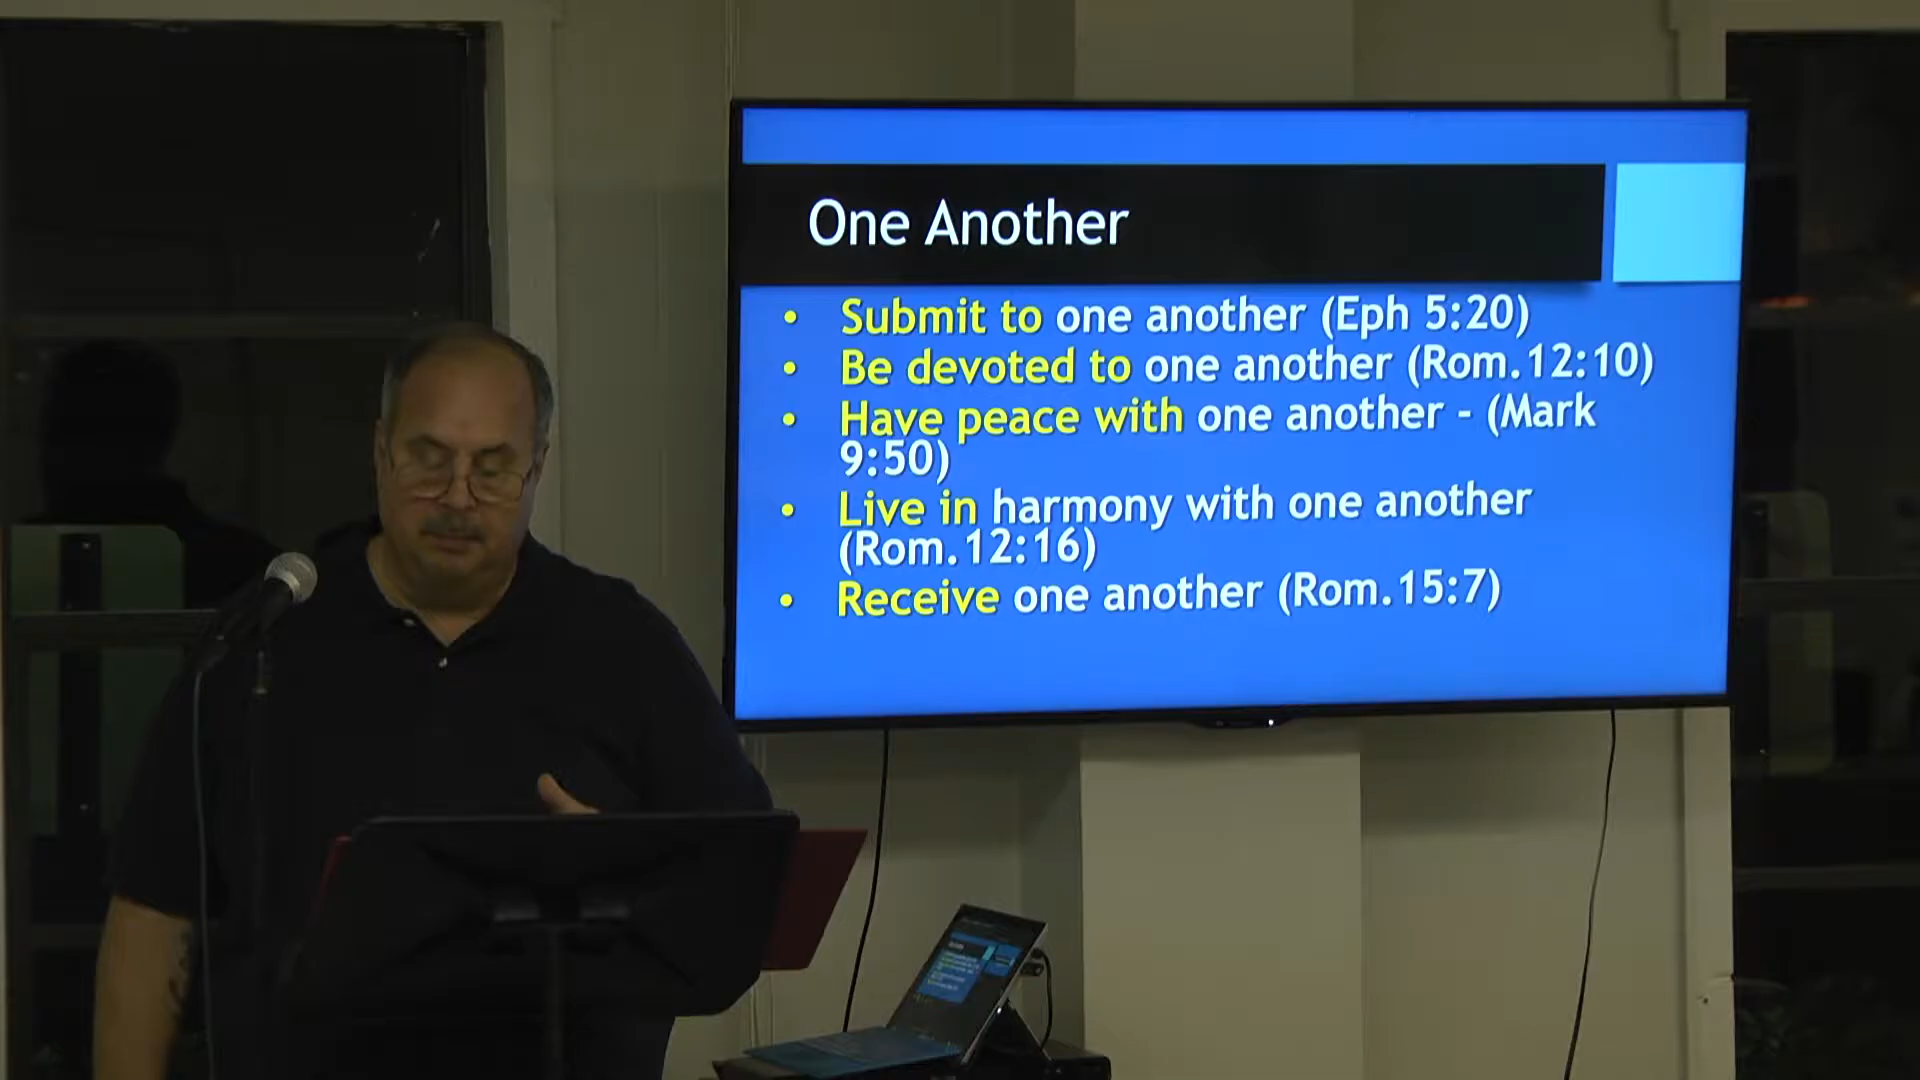 One Another
• Submit to one another (Eph 5:20)
• Be devoted to one another (Rom.12:10)
• Have peace with one another - (Mark
9:50)
• Live in harmony with one another
(Rom.12:16)
• Receive one another (Rom.15:7)